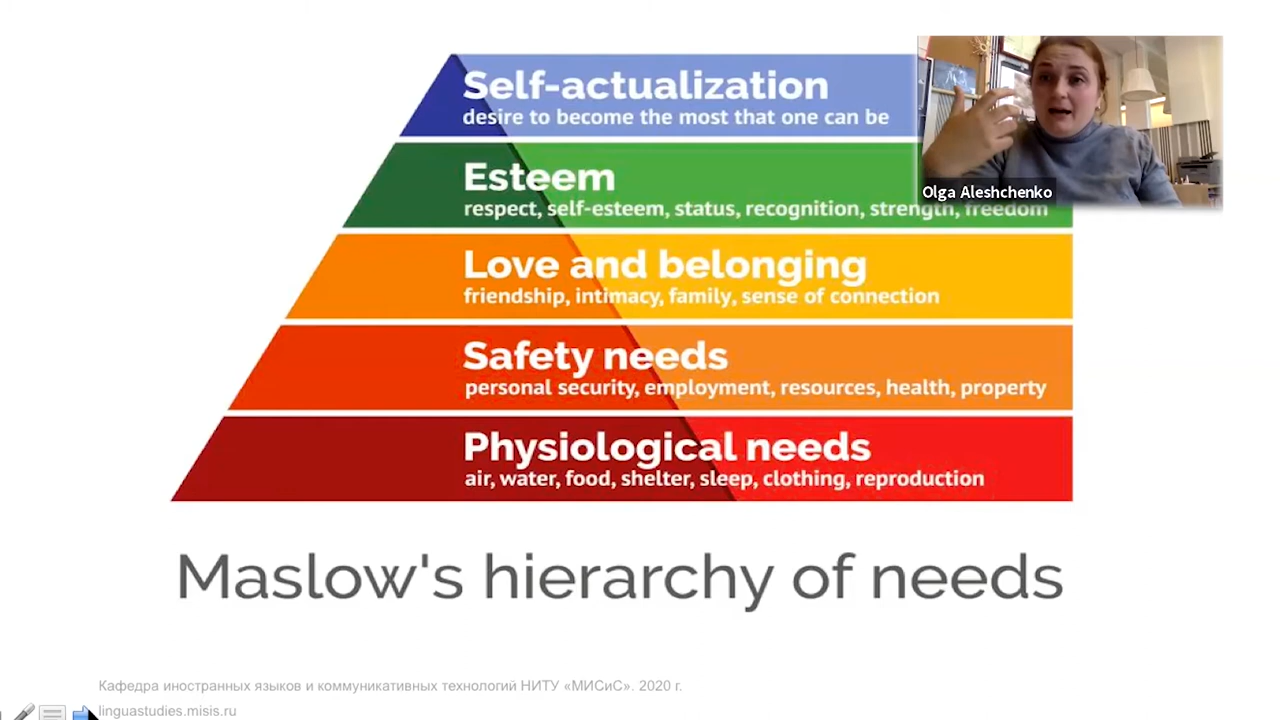 Self-actualization
desire to become the most that one can be
Esteem
respect, self-esteem, status, recognition, strength, freedom
Olga Aleshchenko
Love and belonging
friendship, intimacy, family, sense of connection
Safety needs
personal security, employment, resources, health, property
Physiological needs
air, water, food, shelter, sleep, clothing, reproduction
Maslow's hierarchy of needs
Кафедра иностранных языков и коммуникативных технологий НИТУ «МИСиС». 2020 г.
linguastudies.misis.ru